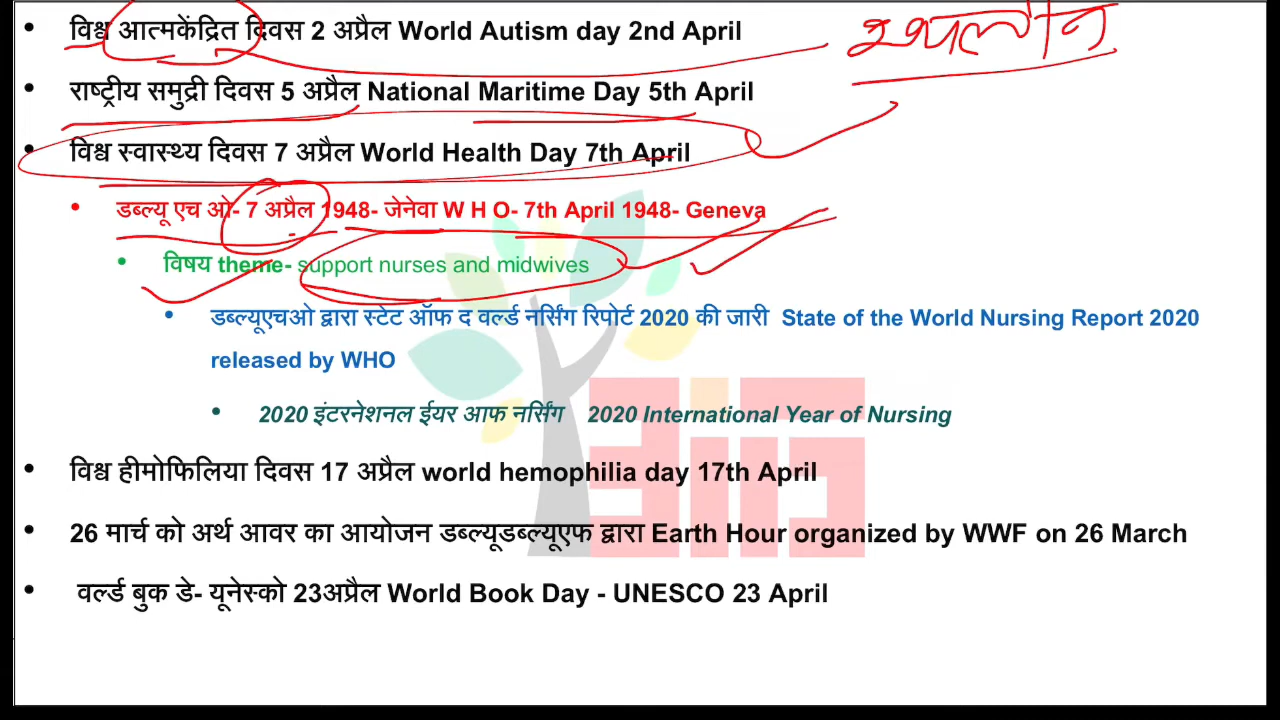 विश्व आत्मकेंद्रित दिवस 2 अप्रैल World Autism day 2nd April
राष्ट्रीय समुद्री दिवस 5 अप्रैल National Maritime Day 5th April
विश्व स्वास्थ्य दिवस 7 अप्रैल World Health Day 7th April
डब्ल्यू एच ओ- 7 अप्रैल 1948- जेनेवा W H O- 7th April 1948- Geneva
विषय theme- support nurses and midwives
डब्ल्यूएचओ द्वारा स्टेट ऑफ द वर्ल्ड नर्सिंग रिपोर्ट 2020 की जारी State of the World Nursing Report 2020
released by WHO
2020 इंटरनेशनल ईयर आफ नर्सिंग 2020 International Year of Nursing
विश्व हीमोफिलिया दिवस 17 अप्रैल world hemophilia day 17th April
26 मार्च को अर्थ आवर का आयोजन डब्ल्यूडब्ल्यूएफ द्वारा Earth Hour organized by WWF on 26 March
वर्ल्ड बुक डे- यूनेस्को 23अप्रैल World Book Day - UNESCO 23 April